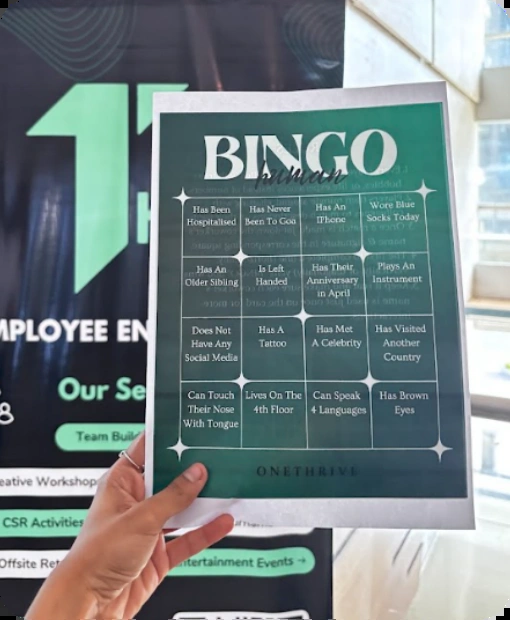 BINGO
human
Has Been
Hospitalised
Has Never
Been To Goa
Has An
IPhone
Wore Blue
Socks Today
Has An
Older Sibling
Is Left
Handed
Has Their
Anniversary
in April
Plays An
Instrument
Does Not
Have Any
Social Media
Has A
Tattoo
Has Met
A Celebrity
Has Visited
Another
Country
Can Touch
Their Nose
With Tongue
Lives On The
4th Floor
Can Speak
4 Languages
Has Brown
Eyes
ONETHRIVE
MPLOYEE EN
Our Se
Team Buil
eative Workshop
CSR Activities
Offsite Ret
ntertainment Events →